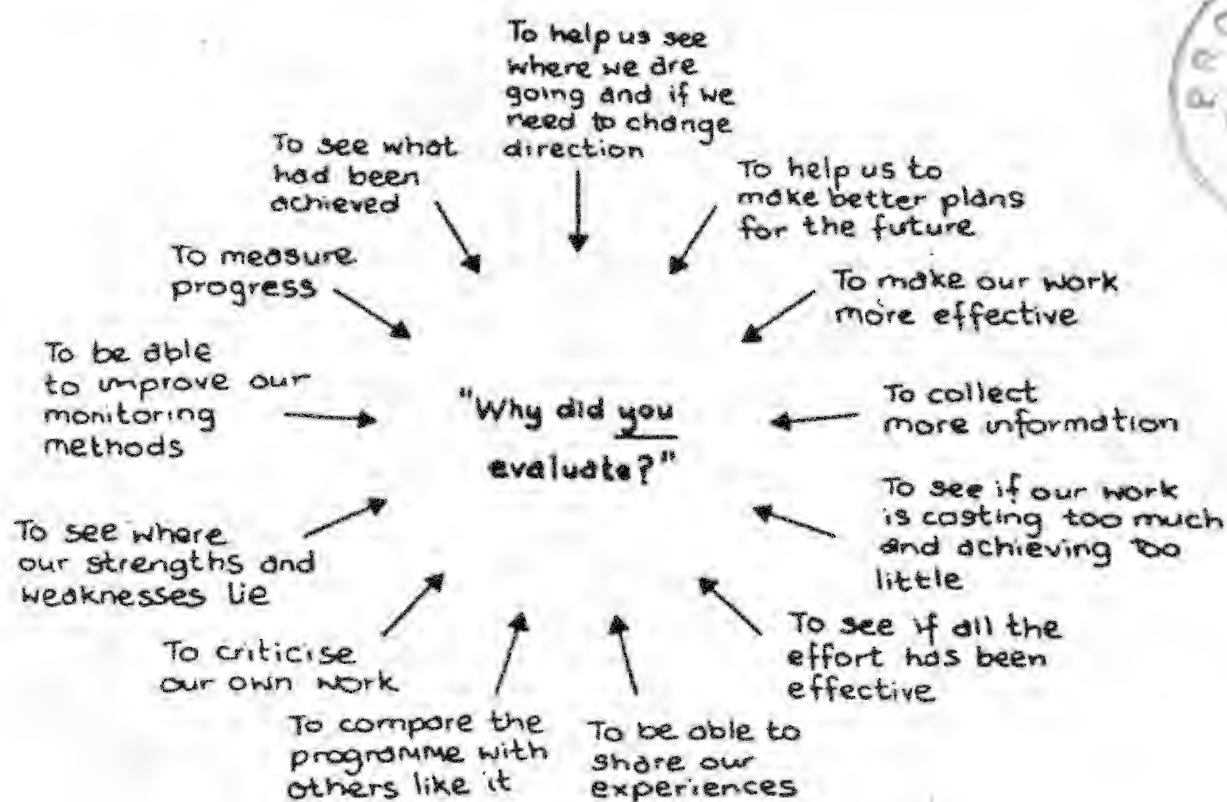 To help us see
where we are
going and if we
need to change
direction
To help us to
make better plans
for the future
To make our work
more effective
To collect
more information
To see if our work
is costing too much
and achieving too
little
To see if all the
effort has been
effective
To be able to
share our
experiences
To compare the
programme with
others like it
To criticise
our own work
To see where
our strengths and
weaknesses lie
To be able
to improve our
monitoring
methods
To measure
progress
To see what
had been
achieved
"Why did you
evaluate?"